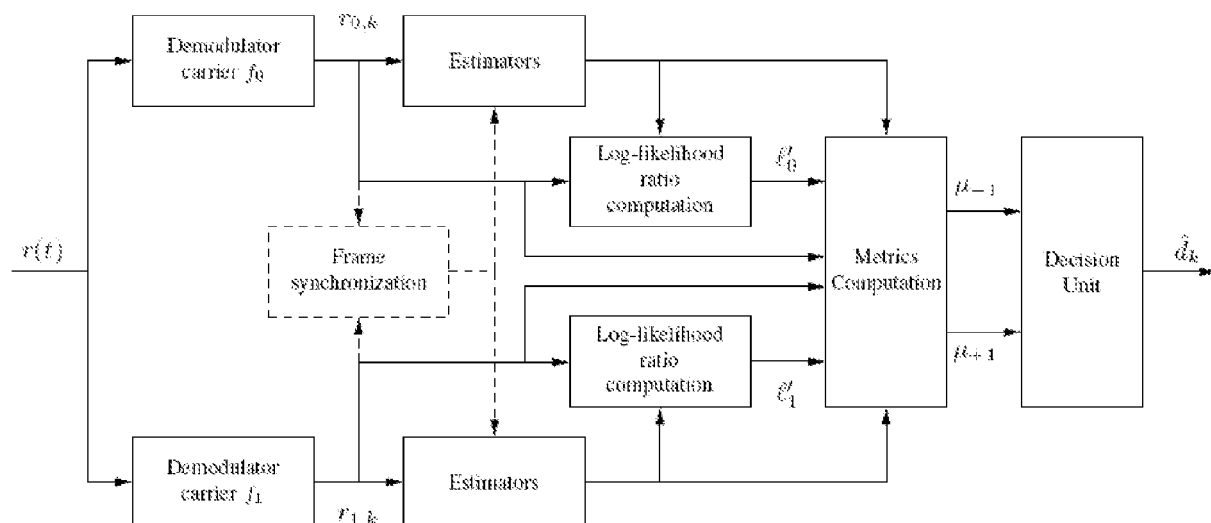 r₀,ₖ
Demodulator
carrier f₀
Estimators
Log-likelihood
ratio
computation
ℓ′₀
μ₋₁
r(t)
Frame
synchronization
Metrics
Computation
Decision
Unit
d̂ₖ
Log-likelihood
ratio
computation
ℓ′₁
μ₊₁
Demodulator
carrier f₁
Estimators
r₁,ₖ